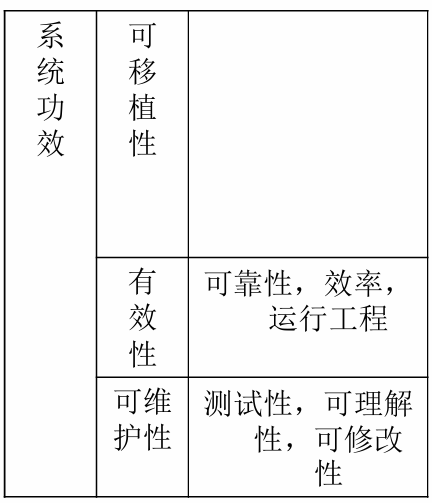 系
统
功
效
可
移
植
性
有
效
性
可靠性，效率，
运行工程
可维
护性
测试性，可理解
性，可修改
性